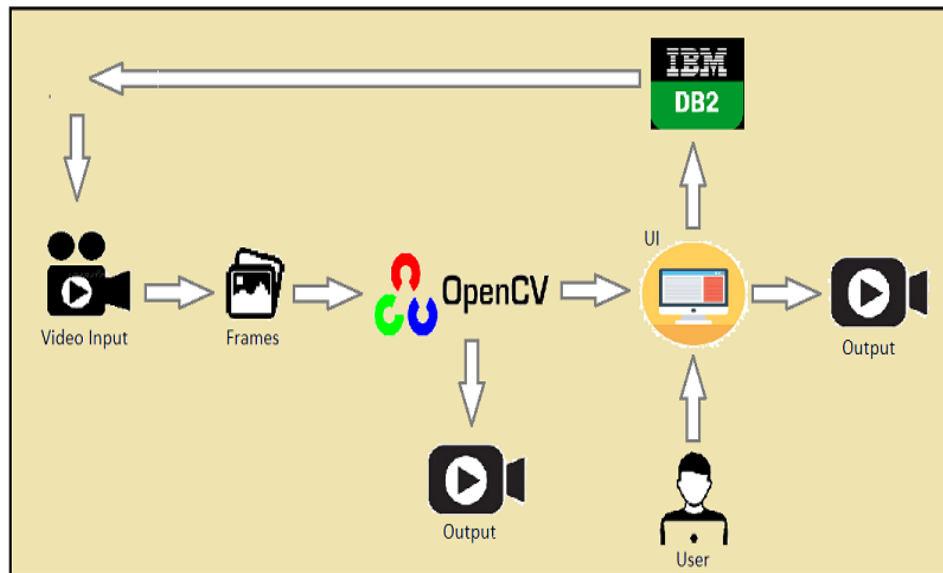 IBM
DB2
UI
OpenCV
Video Input
Frames
Output
Output
User